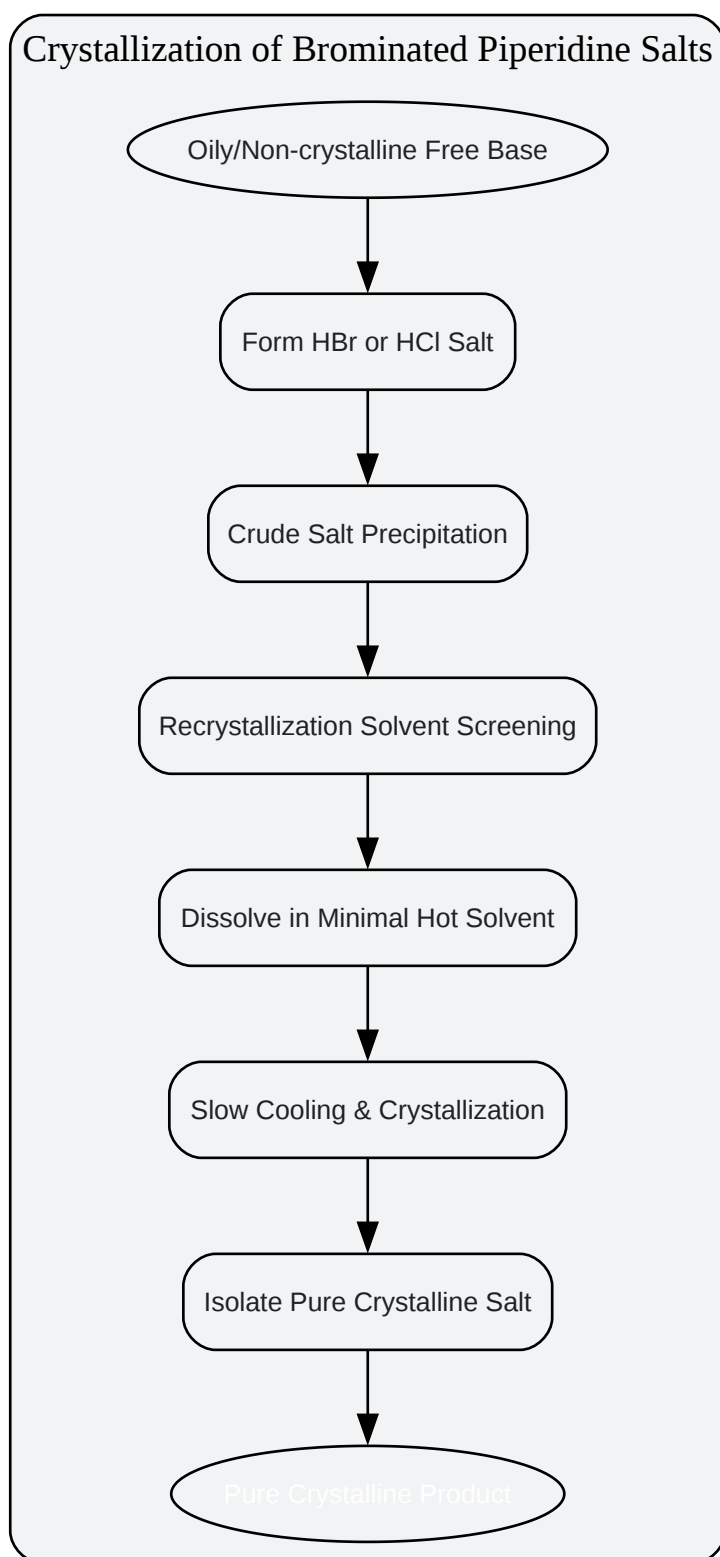 Crystallization of Brominated Piperidine Salts
Oily/Non-crystalline Free Base
Form HBr or HCl Salt
Crude Salt Precipitation
Recrystallization Solvent Screening
Dissolve in Minimal Hot Solvent
Slow Cooling & Crystallization
Isolate Pure Crystalline Salt
Pure Crystalline Product